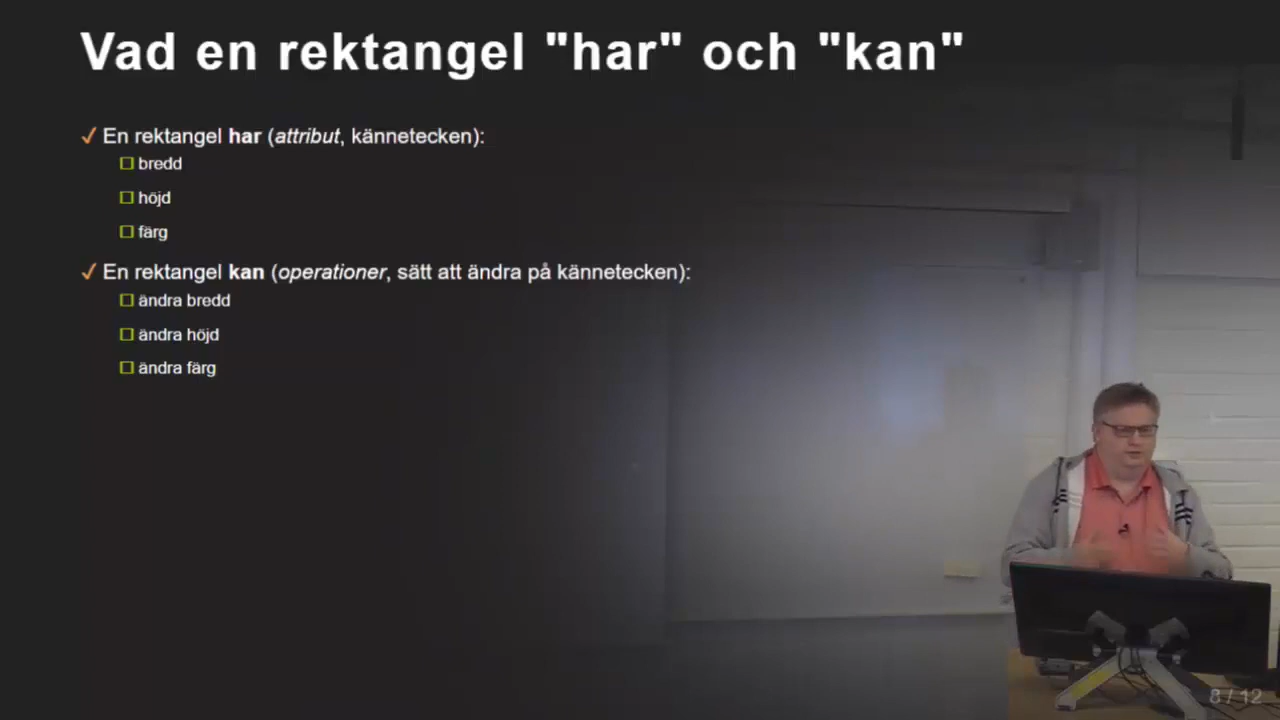 Vad en rektangel "har" och "kan"
✓ En rektangel har (attribut, kännetecken):
☐ bredd
☐ höjd
☐ färg
✓ En rektangel kan (operationer, sätt att ändra på kännetecken):
☐ ändra bredd
☐ ändra höjd
☐ ändra färg
8 / 12